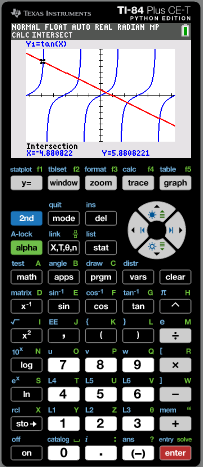 TEXAS INSTRUMENTS TI-84 Plus CE-T
PYTHON EDITION
NORMAL FLOAT AUTO REAL RADIAN MP
CALC INTERSECT
Y1=tan(X)
Intersection
X=-4.8808221 Y=5.8808221
statplot f1 tblset f2 format f3 calc f4 table f5
y= window zoom trace graph
quit ins
2nd mode del
A-lock link
alpha X,T,θ,n stat
list
test A angle B draw C distr
math apps prgm vars clear
matrix D sin⁻¹ E cos⁻¹ F tan⁻¹ G π H
x⁻¹ sin cos tan ^
√ I EE J { K } L e M
x² , ( ) ÷
10ˣ N u O v P w Q [ R
log 7 8 9 ×
eˣ S L4 T L5 U L6 V ] W
ln 4 5 6 −
rcl X L1 Y L2 Z L3 θ mem "
sto→ 1 2 3 +
off catalog i : ans ? entry solve
on 0 . (−) enter